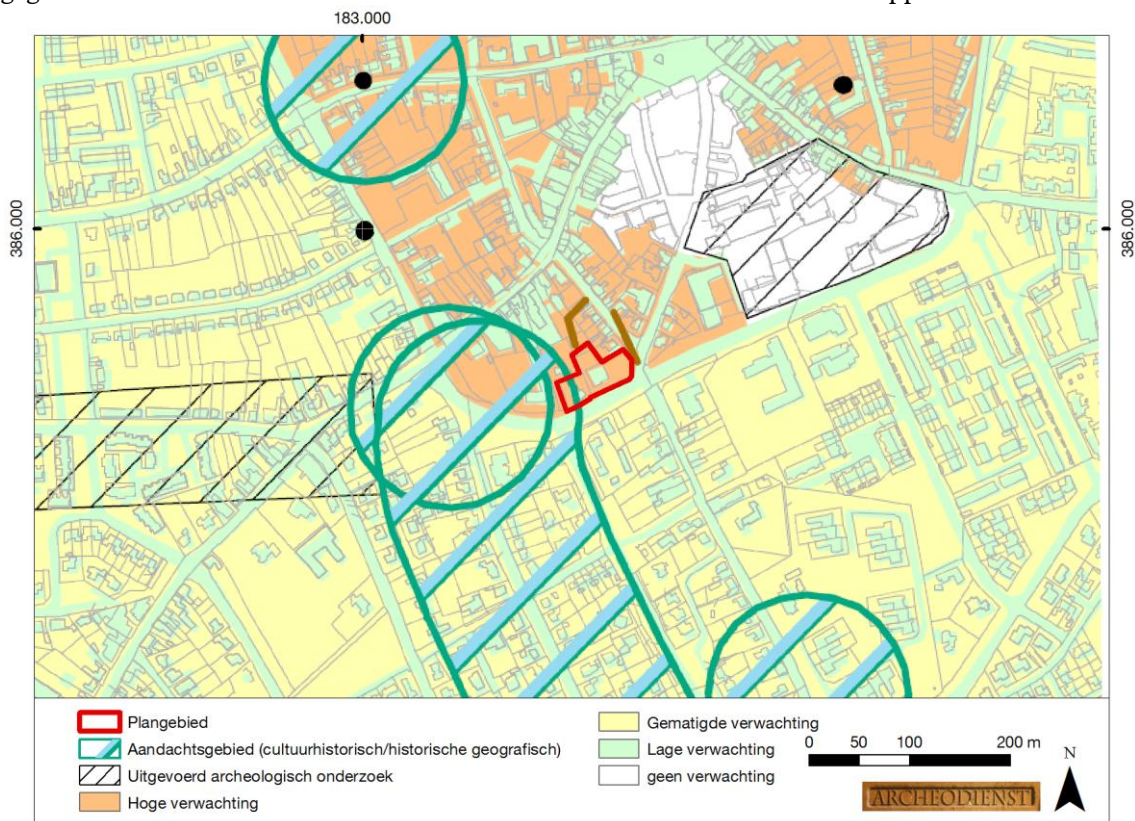 183.000
386.000
386.000
Plangebied
Aandachtsgebied (cultuurhistorisch/historische geografisch)
Uitgevoerd archeologisch onderzoek
Hoge verwachting
Gematigde verwachting
Lage verwachting
geen verwachting
0 50 100 200 m
N
ARCHEODIENST